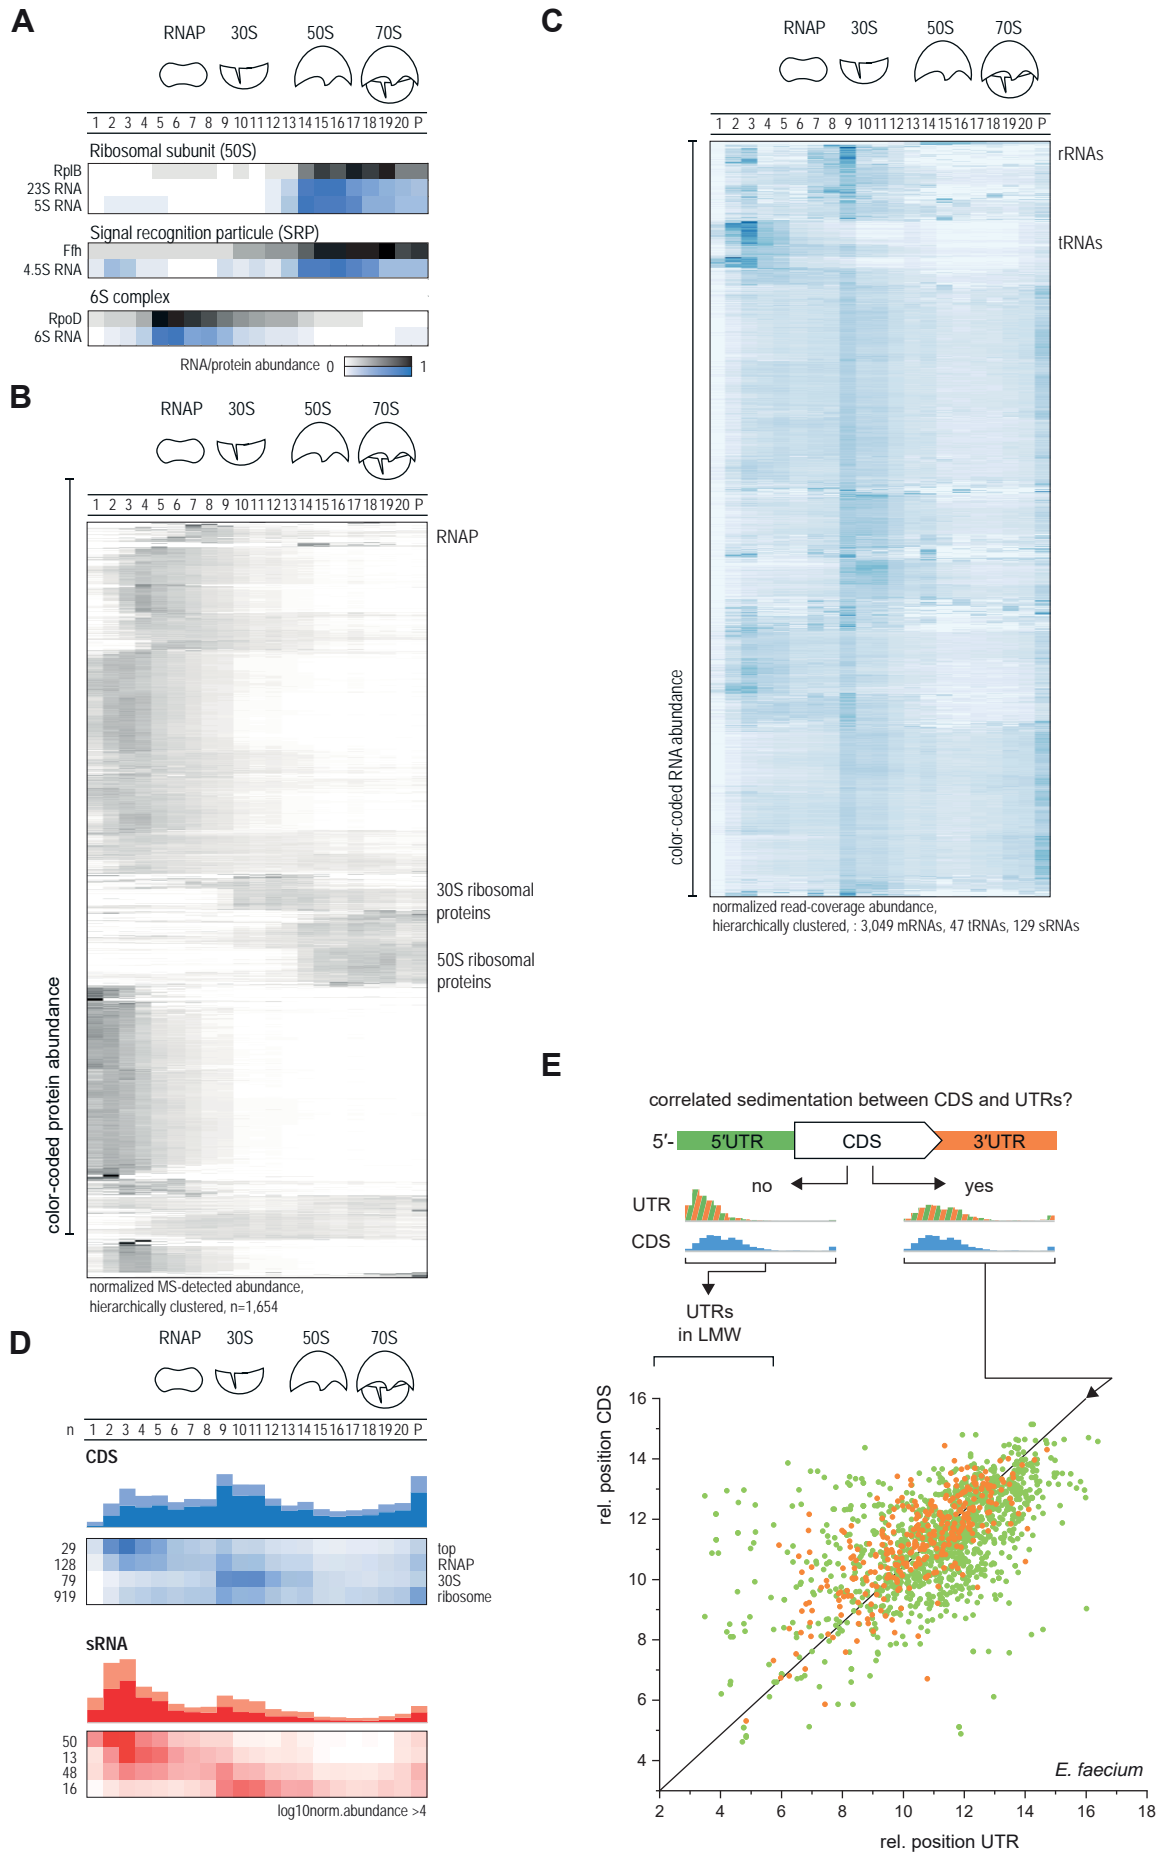 A
RNAP 30S 50S 70S
1 2 3 4 5 6 7 8 9 10 11 12 13 14 15 16 17 18 19 20 P
Ribosomal subunit (50S)
RplB
23S RNA
5S RNA
Signal recognition particule (SRP)
Ffh
4.5S RNA
6S complex
RpoD
6S RNA
RNA/protein abundance 0 1
B
RNAP 30S 50S 70S
1 2 3 4 5 6 7 8 9 10 11 12 13 14 15 16 17 18 19 20 P
RNAP
30S ribosomal
proteins
50S ribosomal
proteins
color-coded protein abundance
normalized MS-detected abundance,
hierarchically clustered, n=1,654
C
RNAP 30S 50S 70S
1 2 3 4 5 6 7 8 9 10 11 12 13 14 15 16 17 18 19 20 P
rRNAs
tRNAs
color-coded RNA abundance
normalized read-coverage abundance,
hierarchically clustered, : 3,049 mRNAs, 47 tRNAs, 129 sRNAs
D
RNAP 30S 50S 70S
n 1 2 3 4 5 6 7 8 9 10 11 12 13 14 15 16 17 18 19 20 P
CDS
29 top
128 RNAP
79 30S
919 ribosome
sRNA
50
13
48
16
log10norm.abundance >4
E
correlated sedimentation between CDS and UTRs?
5′- 5′UTR CDS 3′UTR
no yes
UTR
CDS
UTRs
in LMW
rel. position CDS
16
14
12
10
8
6
4
E. faecium
2 4 6 8 10 12 14 16 18
rel. position UTR